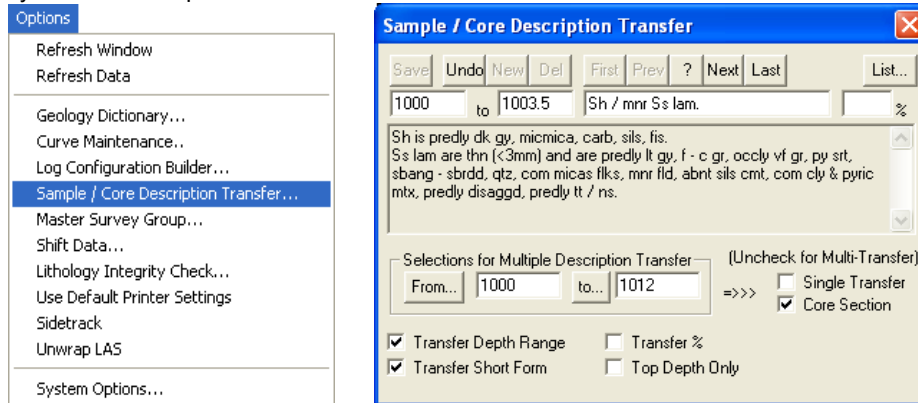 Options
Refresh Window
Refresh Data
Geology Dictionary...
Curve Maintenance..
Log Configuration Builder...
Sample / Core Description Transfer...
Master Survey Group...
Shift Data...
Lithology Integrity Check...
Use Default Printer Settings
Sidetrack
Unwrap LAS
System Options...
Sample / Core Description Transfer
Save Undo New Del First Prev ? Next Last List...
1000 to 1003.5 Sh / mnr Ss lam. %
Sh is predly dk gy, micmica, carb, sils, fis.
Ss lam are thn (<3mm) and are predly lt gy, f - c gr, occly vf gr, py srt,
sbang - sbrdd, qtz, com micas flks, mnr fld, abnt sils cmt, com cly & pyric
mtx, predly disaggd, predly tt / ns.
Selections for Multiple Description Transfer (Uncheck for Multi-Transfer)
From... 1000 to... 1012 =>>> Single Transfer
Core Section
Transfer Depth Range Transfer %
Transfer Short Form Top Depth Only